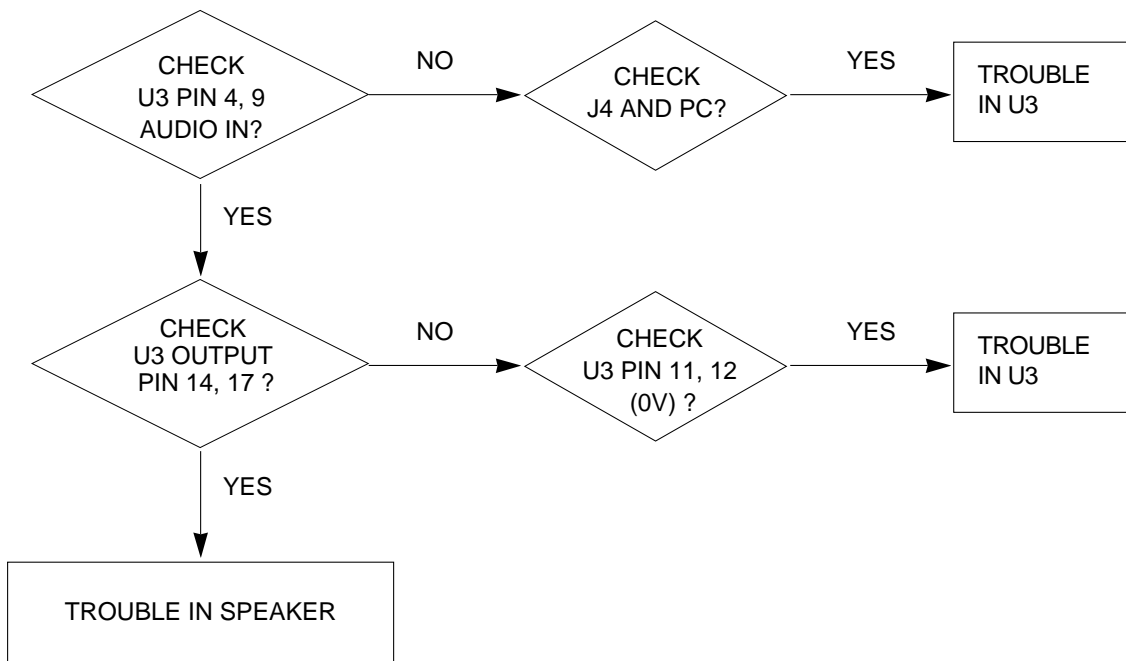 CHECK
U3 PIN 4, 9
AUDIO IN?
NO
CHECK
J4 AND PC?
YES
TROUBLE
IN U3
YES
CHECK
U3 OUTPUT
PIN 14, 17 ?
NO
CHECK
U3 PIN 11, 12
(0V) ?
YES
TROUBLE
IN U3
YES
TROUBLE IN SPEAKER